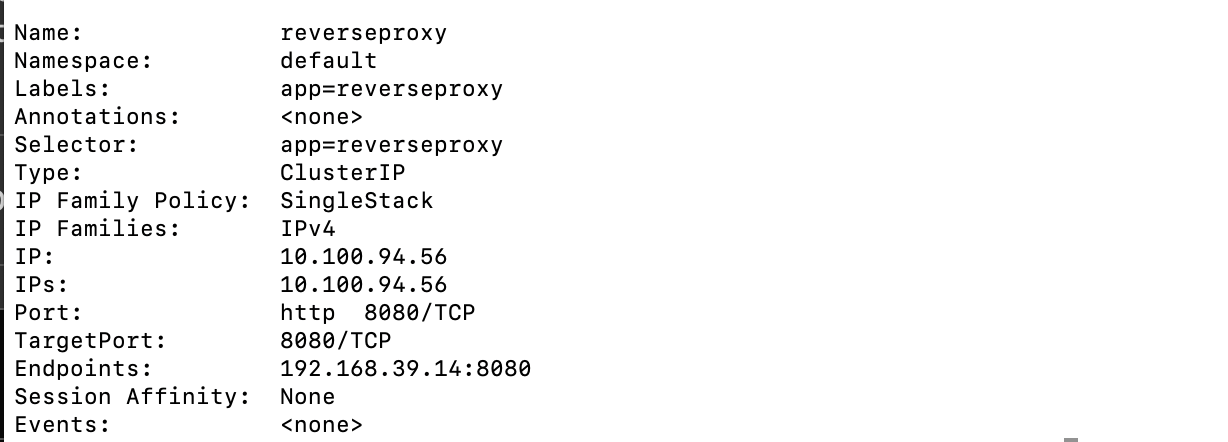 Name:              reverseproxy
Namespace:         default
Labels:            app=reverseproxy
Annotations:       <none>
Selector:          app=reverseproxy
Type:              ClusterIP
IP Family Policy:  SingleStack
IP Families:       IPv4
IP:                10.100.94.56
IPs:               10.100.94.56
Port:              http  8080/TCP
TargetPort:        8080/TCP
Endpoints:         192.168.39.14:8080
Session Affinity:  None
Events:            <none>